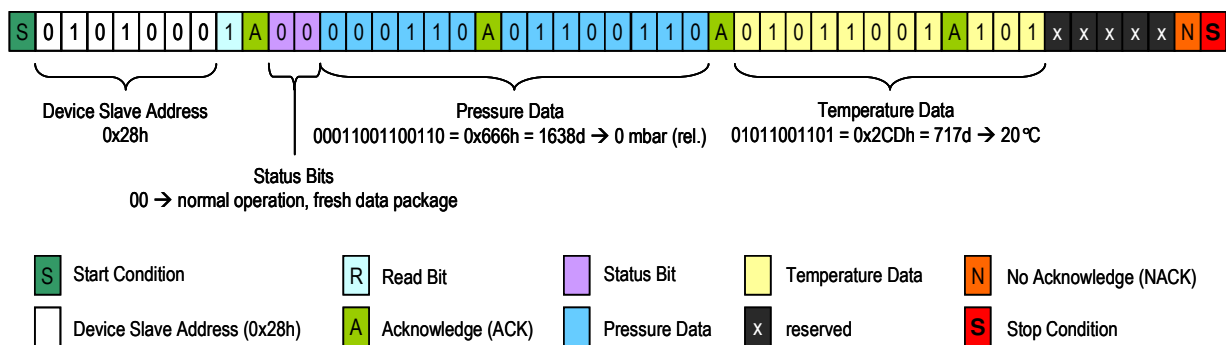 S 0 1 0 1 0 0 0 1 A 0 0 0 0 0 1 1 0 A 0 1 1 0 0 1 1 0 A 0 1 0 1 1 0 0 1 A 1 0 1 x x x x x N S
Device Slave Address
0x28h
Pressure Data
00011001100110 = 0x666h = 1638d → 0 mbar (rel.)
Temperature Data
01011001101 = 0x2CDh = 717d → 20°C
Status Bits
00 → normal operation, fresh data package
S Start Condition
R Read Bit
Status Bit
Temperature Data
N No Acknowledge (NACK)
Device Slave Address (0x28h)
A Acknowledge (ACK)
Pressure Data
x reserved
S Stop Condition